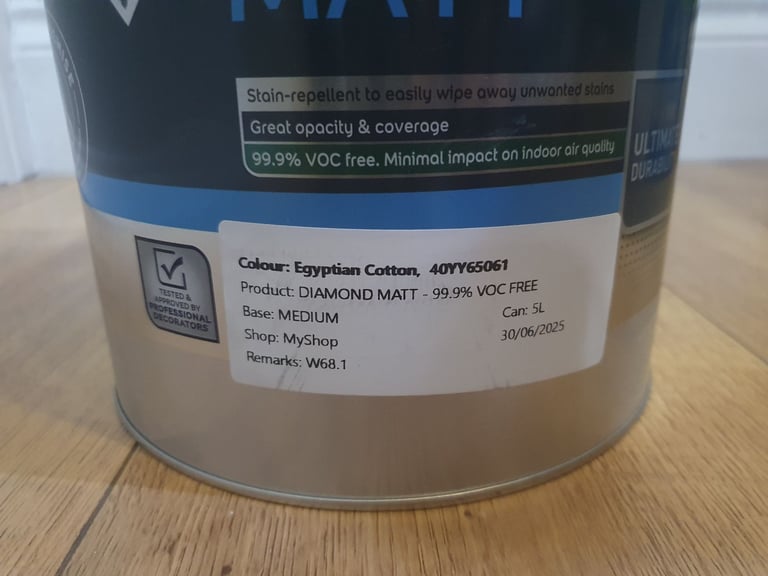 MATT
Stain-repellent to easily wipe away unwanted stains
Great opacity & coverage
99.9% VOC free. Minimal impact on indoor air quality
ULTIMATE
TESTED &
APPROVED BY
PROFESSIONAL
DECORATORS
Colour: Egyptian Cotton, 40YY65061
Product: DIAMOND MATT - 99.9% VOC FREE
Base: MEDIUM
Can: 5L
Shop: MyShop
30/06/2025
Remarks: W68.1